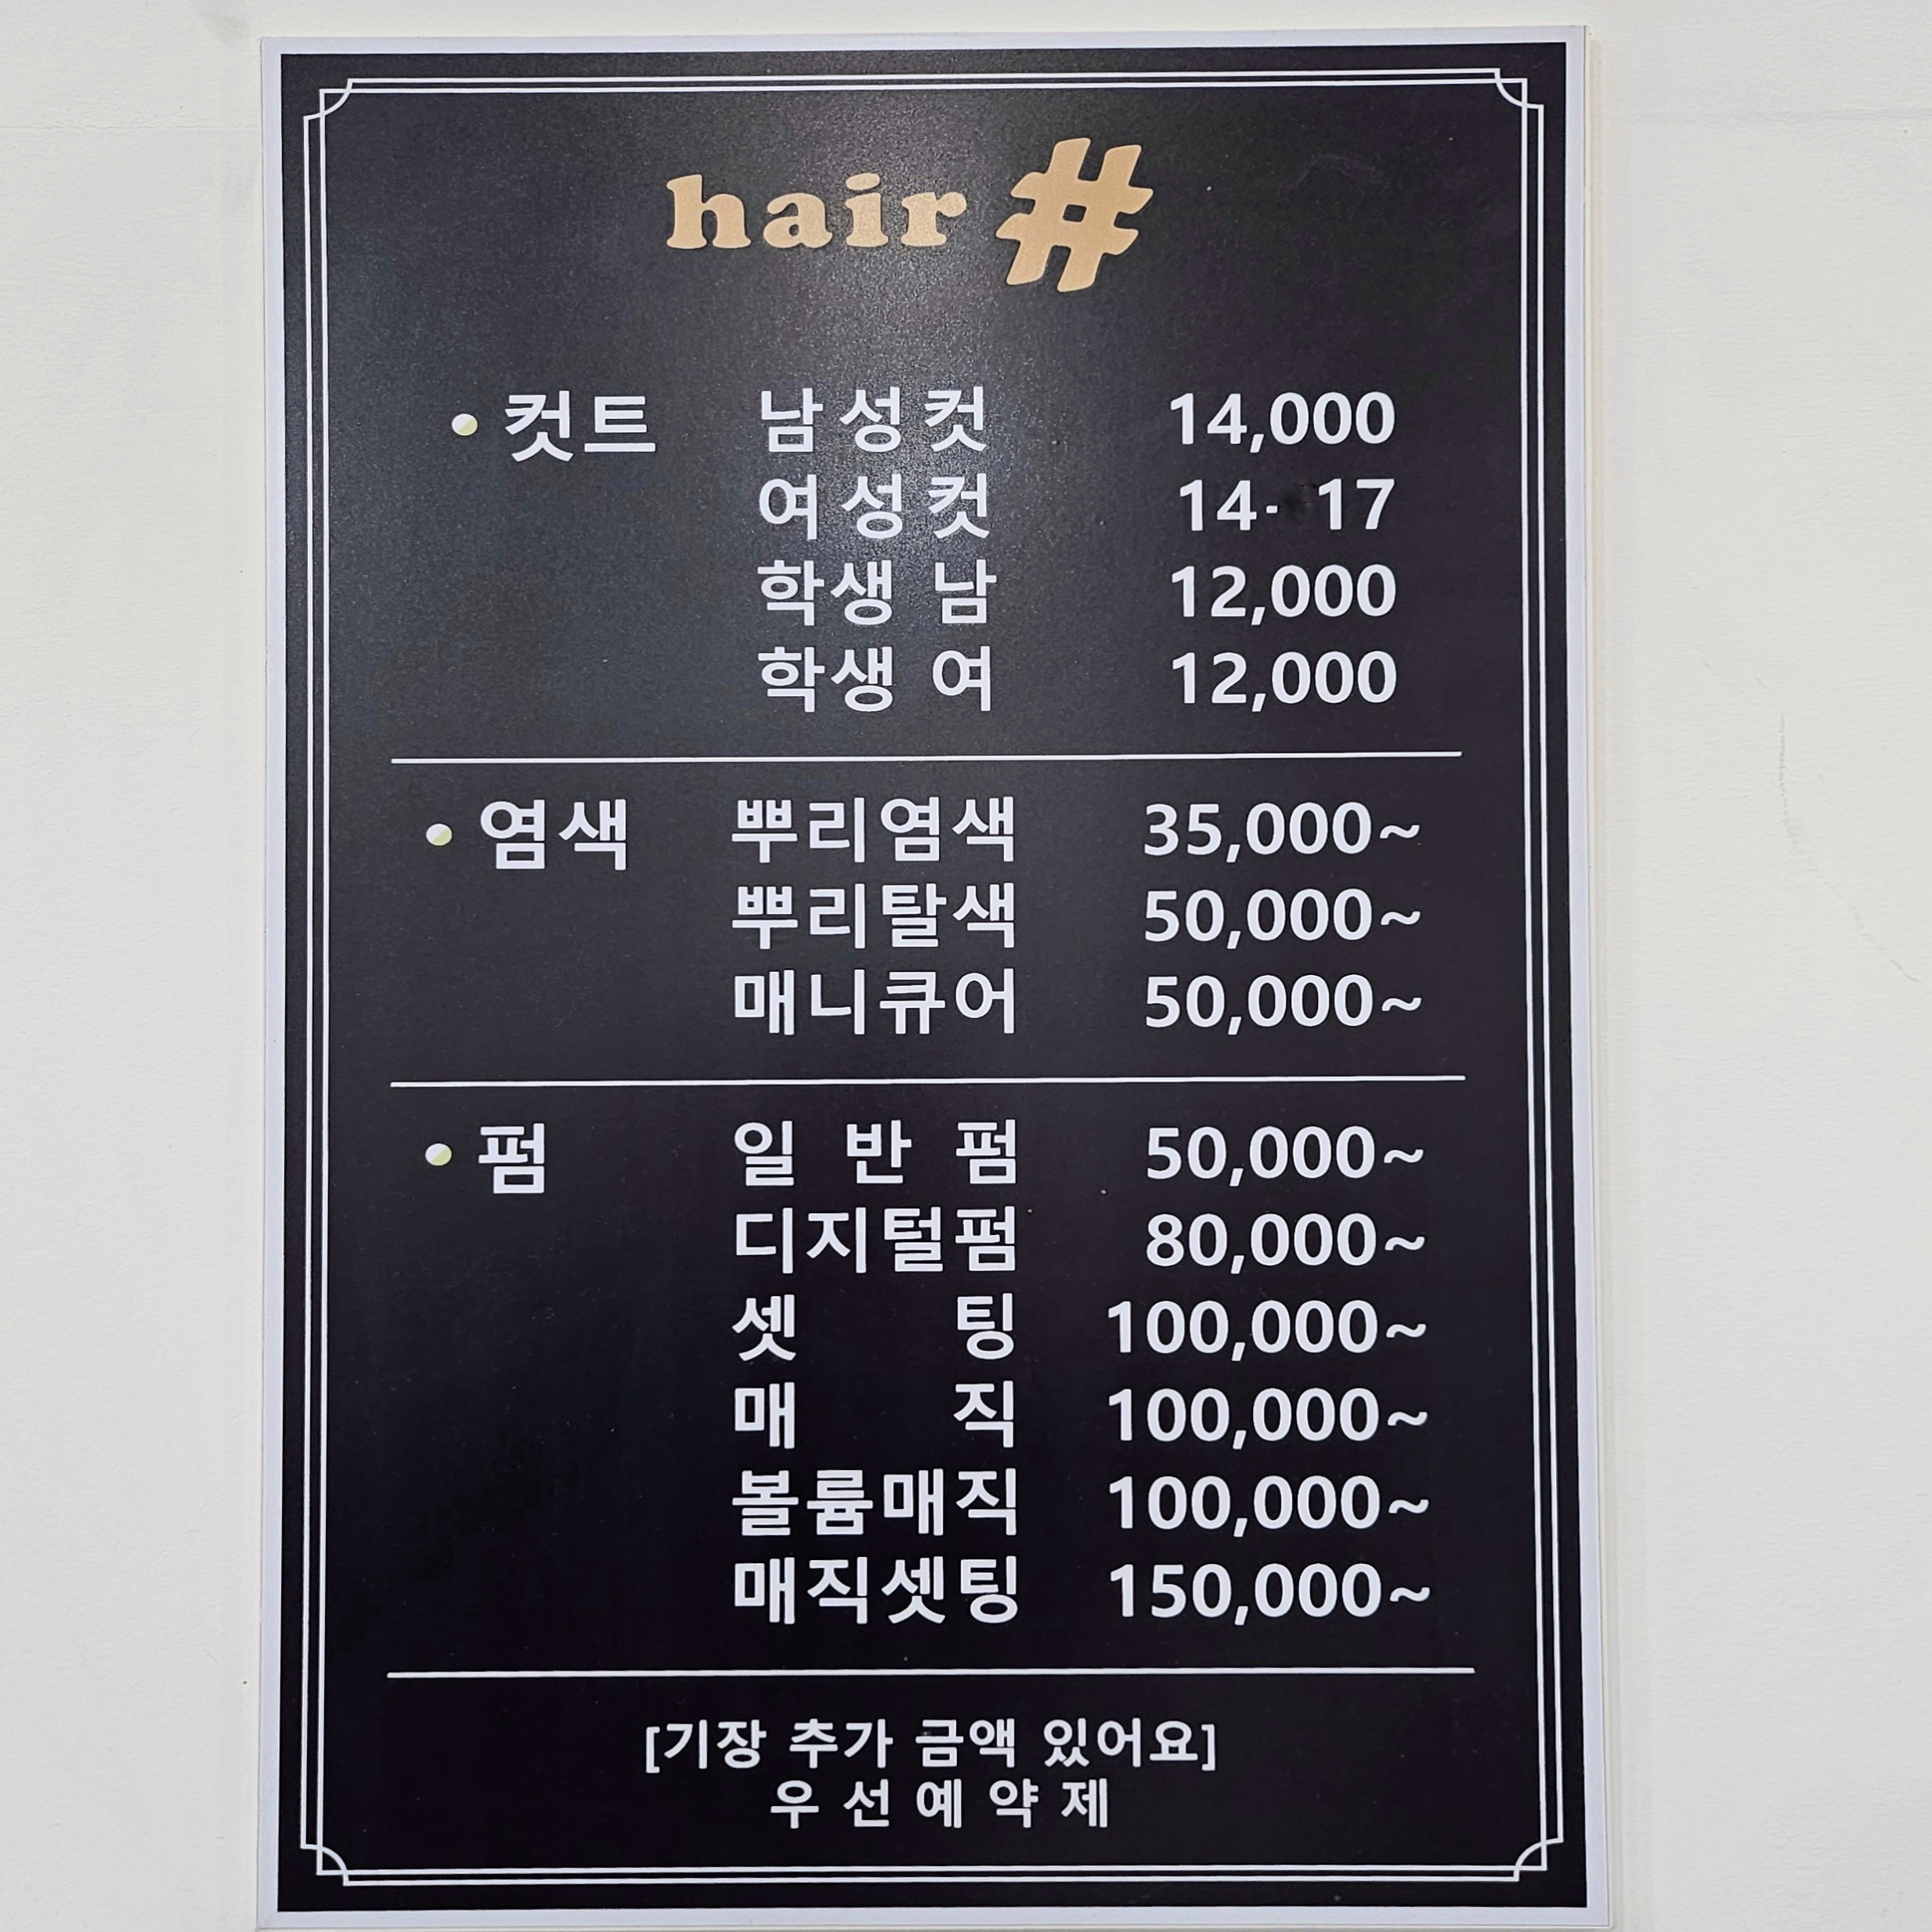 hair #
• 컷트 남성컷 14,000
여성컷 14- 17
학생 남 12,000
학생 여 12,000
• 염색 뿌리염색 35,000~
뿌리탈색 50,000~
매니큐어 50,000~
• 펌 일 반 펌 50,000~
디지털펌 80,000~
셋 팅 100,000~
매 직 100,000~
볼륨매직 100,000~
매직셋팅 150,000~
[기장 추가 금액 있어요]
우 선 예 약 제